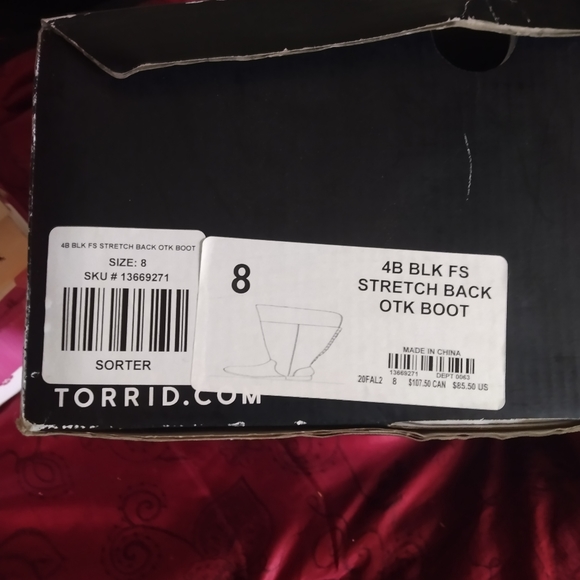 4B BLK FS STRETCH BACK OTK BOOT
SIZE: 8
SKU # 13669271
SORTER
8
4B BLK FS
STRETCH BACK
OTK BOOT
MADE IN CHINA
13669271 DEPT 0063
20FAL2 8 $107.50 CAN $85.50 US
TORRID.COM